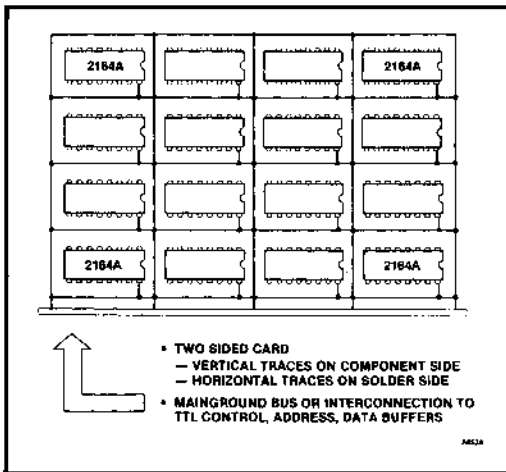 2164A 2164A
2164A 2164A
• TWO SIDED CARD
— VERTICAL TRACES ON COMPONENT SIDE
— HORIZONTAL TRACES ON SOLDER SIDE
• MAINGROUND BUS OR INTERCONNECTION TO
TTL CONTROL, ADDRESS, DATA BUFFERS